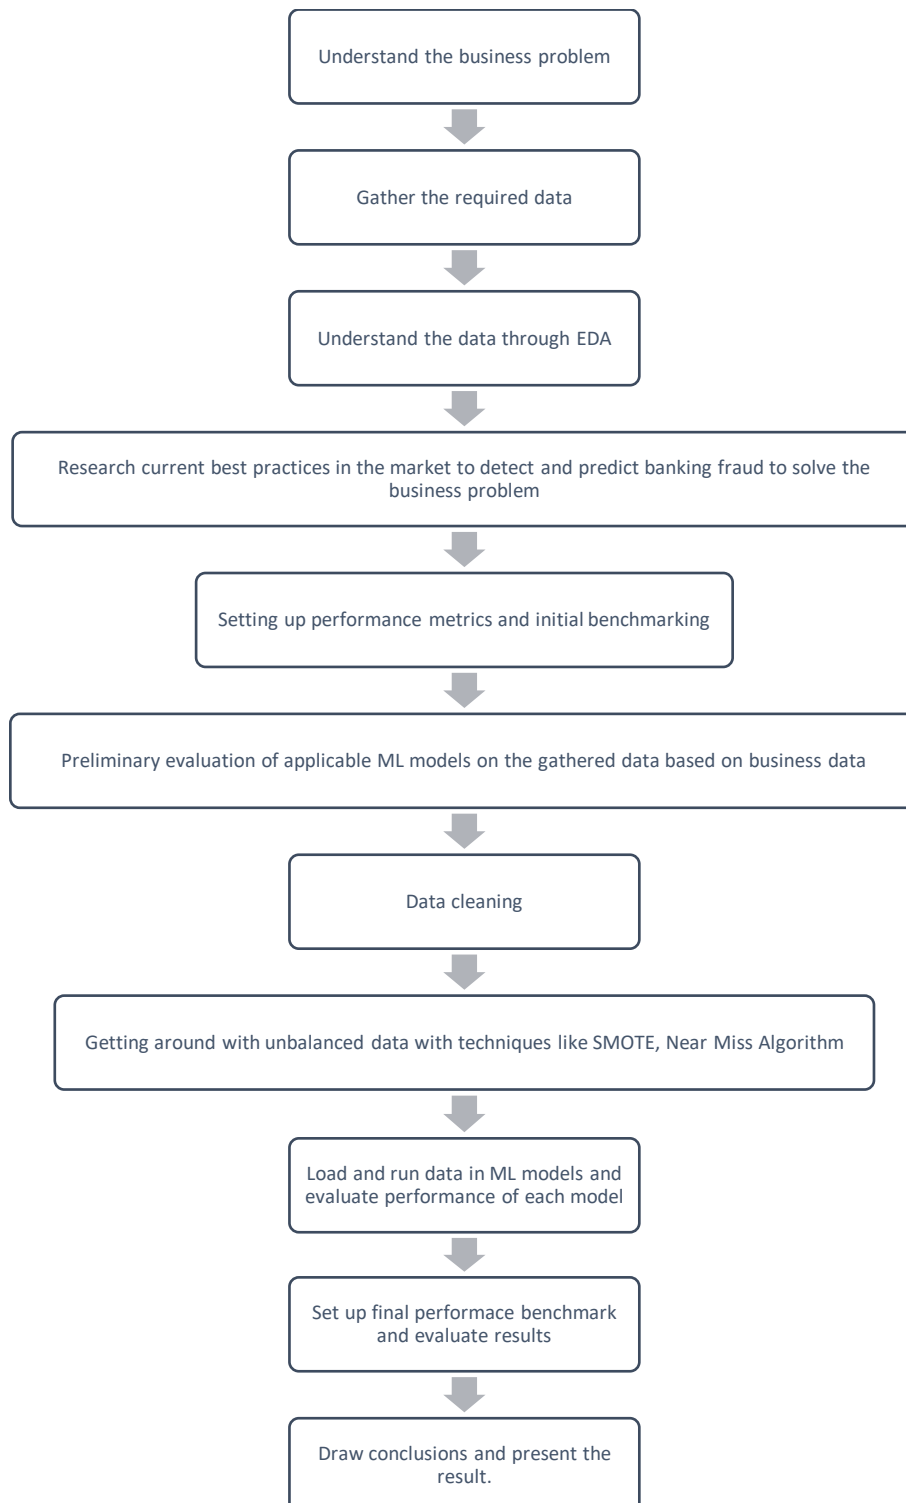 Understand the business problem
Gather the required data
Understand the data through EDA
Research current best practices in the market to detect and predict banking fraud to solve the
business problem
Setting up performance metrics and initial benchmarking
Preliminary evaluation of applicable ML models on the gathered data based on business data
Data cleaning
Getting around with unbalanced data with techniques like SMOTE, Near Miss Algorithm
Load and run data in ML models and
evaluate performance of each model
Set up final performace benchmark
and evaluate results
Draw conclusions and present the
result.